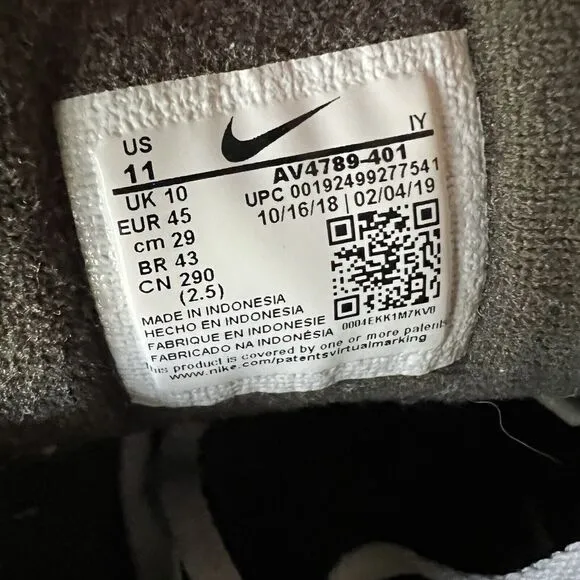 US
IY
11
AV4789-401
UK 10
UPC 00192499277541
EUR 45
10/16/18 | 02/04/19
cm 29
BR 43
CN 290
(2.5)
0004EKK1M7KV0
MADE IN INDONESIA
HECHO EN INDONESIA
FABRIQUE EN INDONESIE
FABRICADO NA INDONÉSIA
This product is covered by one or more patents
www.nike.com/patentsvirtualmarking